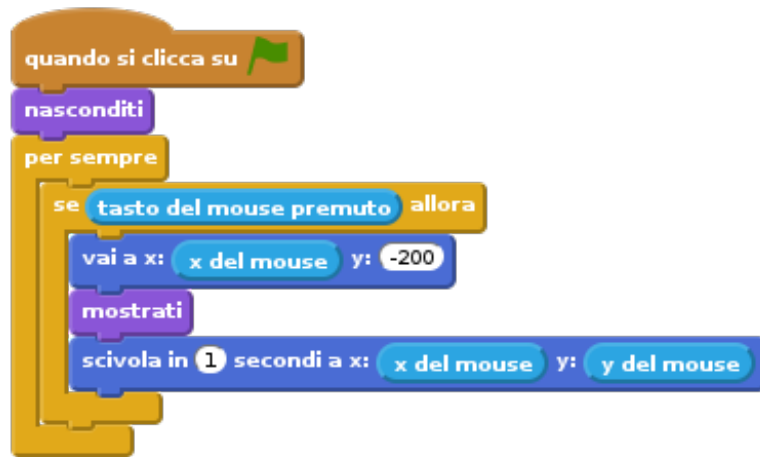 quando si clicca su
nasconditi
per sempre
se tasto del mouse premuto allora
vai a x: x del mouse y: -200
mostrati
scivola in 1 secondi a x: x del mouse y: y del mouse